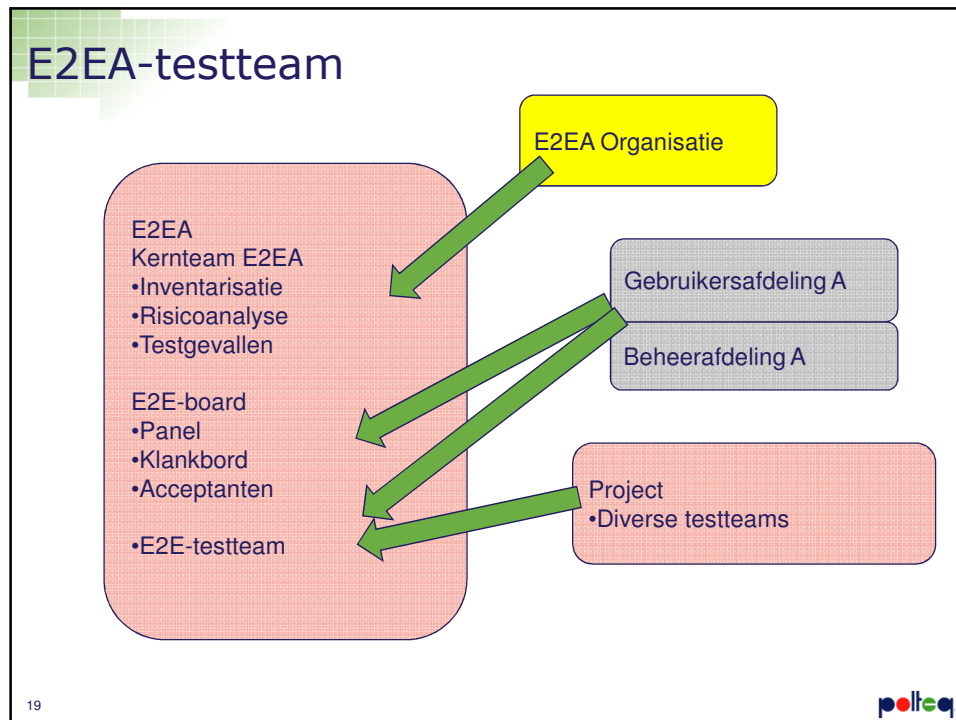 E2EA-testteam
E2EA Organisatie
E2EA
Kernteam E2EA
•Inventarisatie
•Risicoanalyse
•Testgevallen
E2E-board
•Panel
•Klankbord
•Acceptanten
•E2E-testteam
Gebruikersafdeling A
Beheerafdeling A
Project
•Diverse testteams
19
polteq